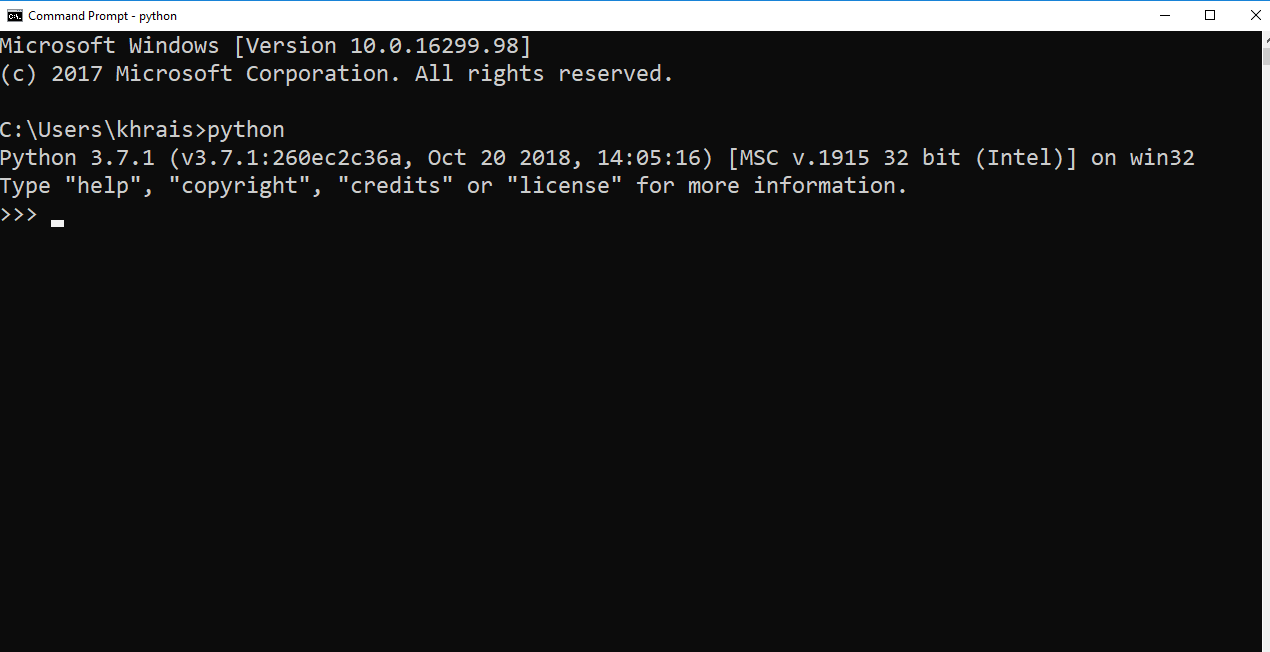 Command Prompt - python
Microsoft Windows [Version 10.0.16299.98]
(c) 2017 Microsoft Corporation. All rights reserved.
C:\Users\khrais>python
Python 3.7.1 (v3.7.1:260ec2c36a, Oct 20 2018, 14:05:16) [MSC v.1915 32 bit (Intel)] on win32
Type "help", "copyright", "credits" or "license" for more information.
>>>